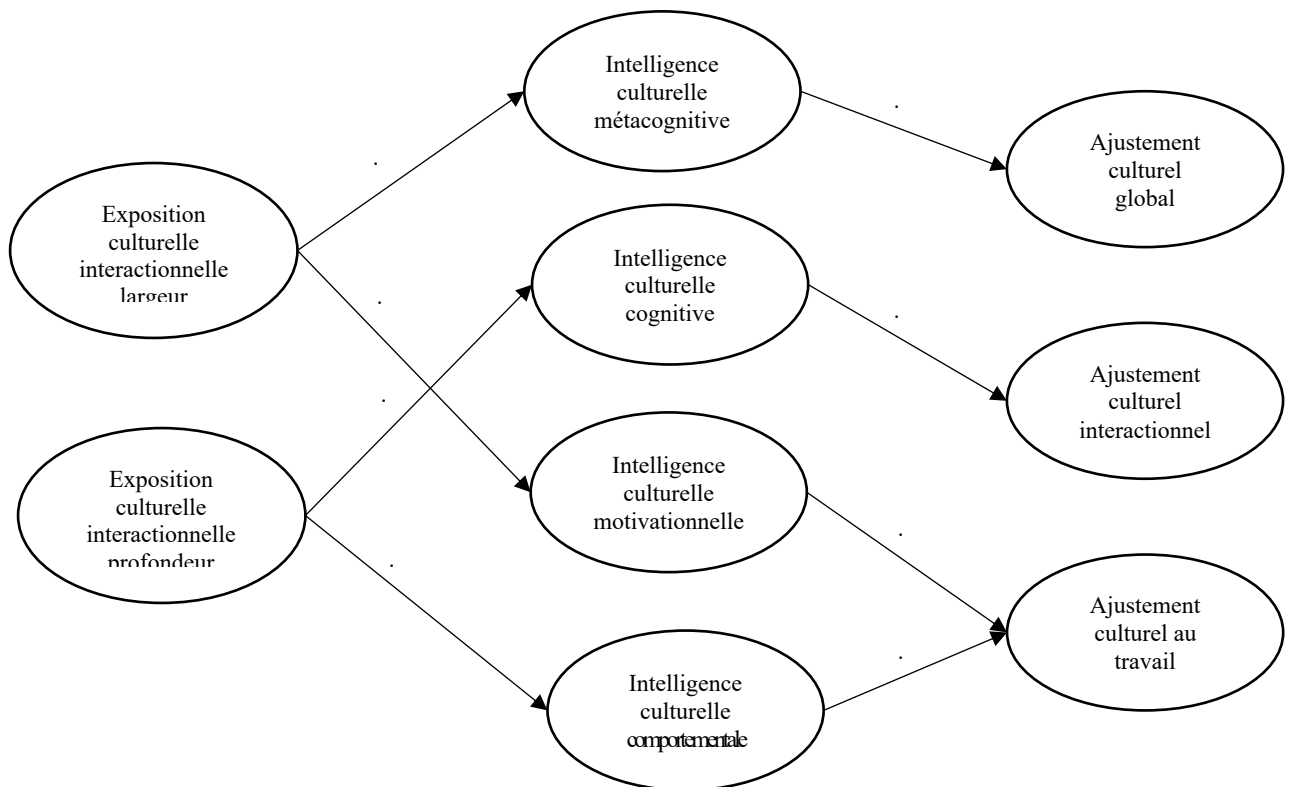 Intelligence
culturelle
métacognitive
Ajustement
culturel
global
Exposition
culturelle
interactionnelle
largeur
Intelligence
culturelle
cognitive
Ajustement
culturel
interactionnel
Exposition
culturelle
interactionnelle
profondeur
Intelligence
culturelle
motivationnelle
Ajustement
culturel au
travail
Intelligence
culturelle
comportementale